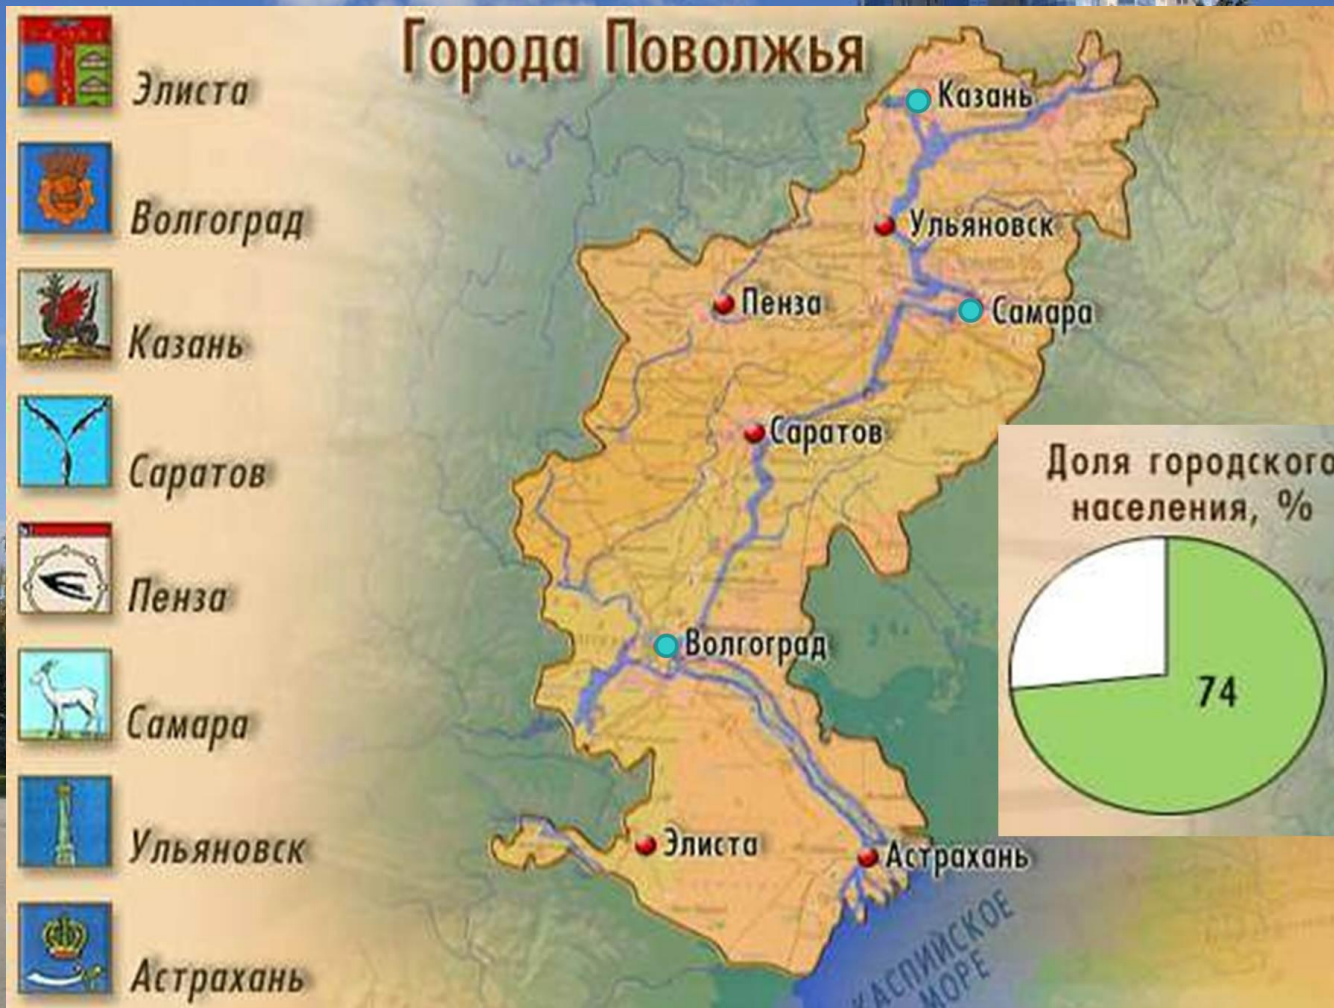 Города Поволжья
Элиста
Волгоград
Казань
Саратов
Пенза
Самара
Ульяновск
Астрахань
Казань
Ульяновск
Пенза
Самара
Саратов
Волгоград
Элиста
Астрахань
КАСПИЙСКОЕ
МОРЕ
Доля городского
населения, %
74